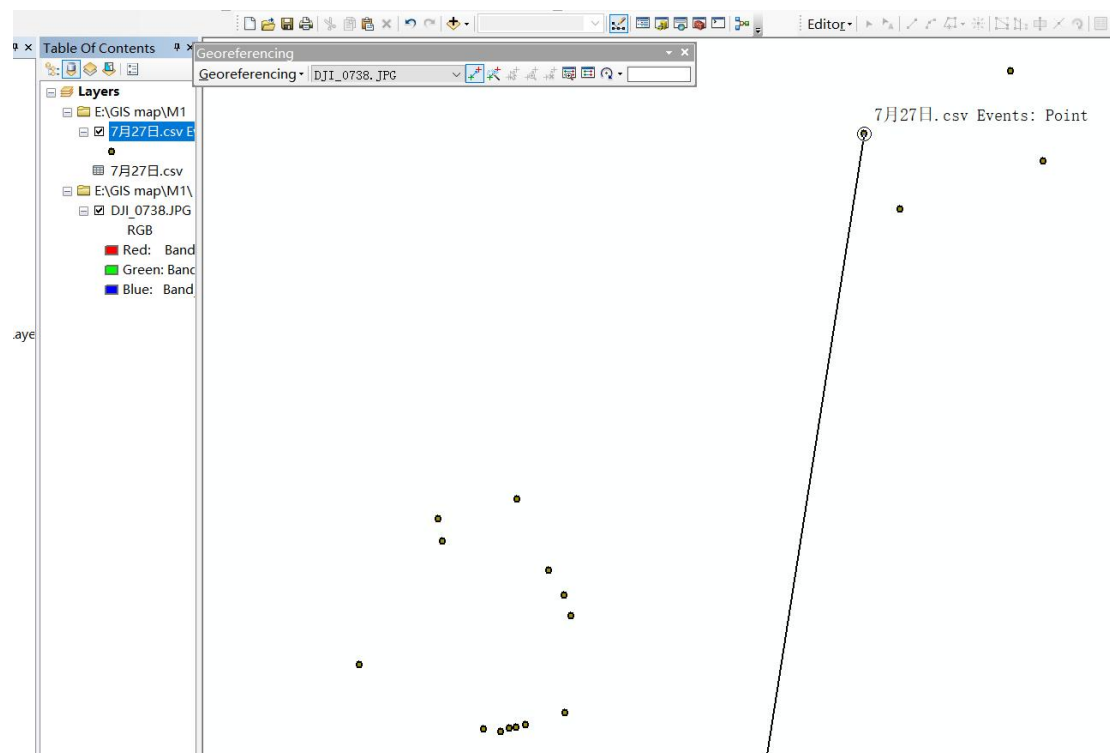 Editor
Table Of Contents
Georeferencing
Georeferencing DJI_0738.JPG
Layers
E:\GIS map\M1
7月27日.csv E
7月27日.csv
E:\GIS map\M1\
DJI_0738.JPG
RGB
Red: Band
Green: Band
Blue: Band_
.aye
7月27日.csv Events: Point